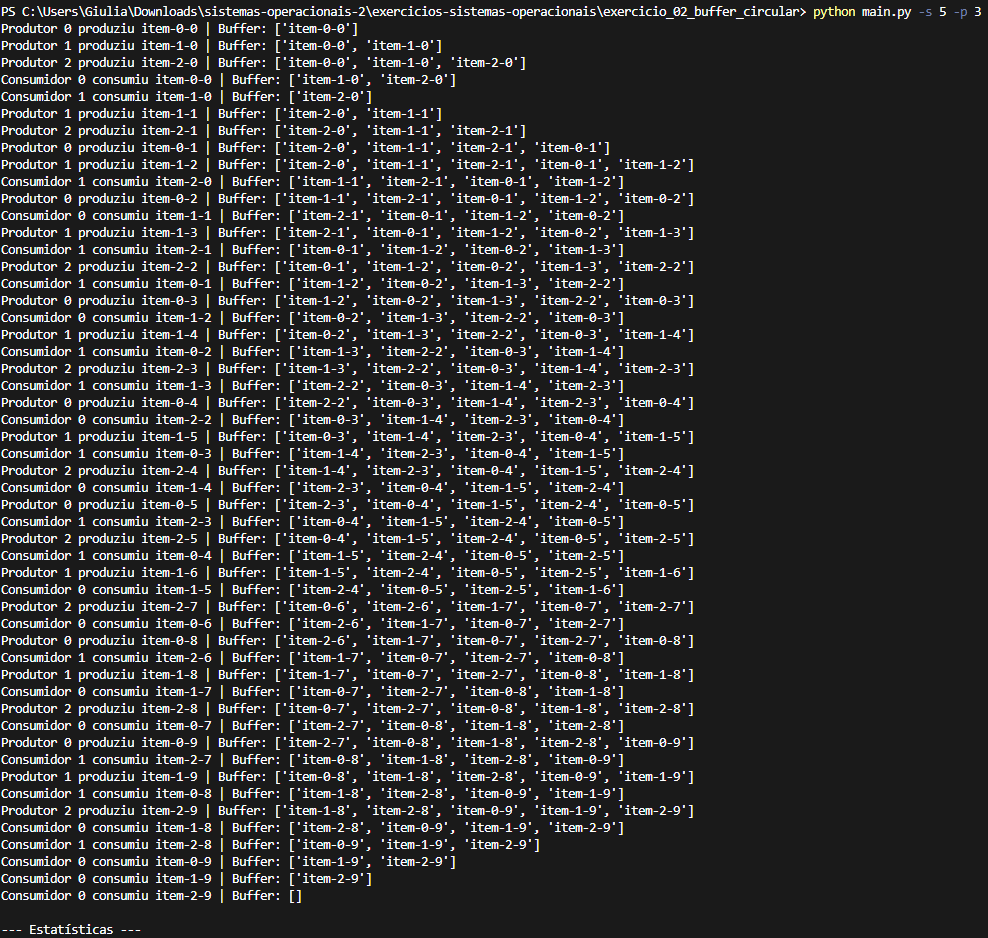 PS C:\Users\Giulia\Downloads\sistemas-operacionais-2\exercicios-sistemas-operacionais\exercicio_02_buffer_circular> python main.py -s 5 -p 3
Produtor 0 produziu item-0-0 | Buffer: ['item-0-0']
Produtor 1 produziu item-1-0 | Buffer: ['item-0-0', 'item-1-0']
Produtor 2 produziu item-2-0 | Buffer: ['item-0-0', 'item-1-0', 'item-2-0']
Consumidor 0 consumiu item-0-0 | Buffer: ['item-1-0', 'item-2-0']
Consumidor 1 consumiu item-1-0 | Buffer: ['item-2-0']
Produtor 1 produziu item-1-1 | Buffer: ['item-2-0', 'item-1-1']
Produtor 2 produziu item-2-1 | Buffer: ['item-2-0', 'item-1-1', 'item-2-1']
Produtor 0 produziu item-0-1 | Buffer: ['item-2-0', 'item-1-1', 'item-2-1', 'item-0-1']
Produtor 1 produziu item-1-2 | Buffer: ['item-2-0', 'item-1-1', 'item-2-1', 'item-0-1', 'item-1-2']
Consumidor 1 consumiu item-2-0 | Buffer: ['item-1-1', 'item-2-1', 'item-0-1', 'item-1-2']
Produtor 0 produziu item-0-2 | Buffer: ['item-1-1', 'item-2-1', 'item-0-1', 'item-1-2', 'item-0-2']
Consumidor 0 consumiu item-1-1 | Buffer: ['item-2-1', 'item-0-1', 'item-1-2', 'item-0-2']
Produtor 1 produziu item-1-3 | Buffer: ['item-2-1', 'item-0-1', 'item-1-2', 'item-0-2', 'item-1-3']
Consumidor 1 consumiu item-2-1 | Buffer: ['item-0-1', 'item-1-2', 'item-0-2', 'item-1-3']
Produtor 2 produziu item-2-2 | Buffer: ['item-0-1', 'item-1-2', 'item-0-2', 'item-1-3', 'item-2-2']
Consumidor 1 consumiu item-0-1 | Buffer: ['item-1-2', 'item-0-2', 'item-1-3', 'item-2-2']
Produtor 0 produziu item-0-3 | Buffer: ['item-1-2', 'item-0-2', 'item-1-3', 'item-2-2', 'item-0-3']
Consumidor 0 consumiu item-1-2 | Buffer: ['item-0-2', 'item-1-3', 'item-2-2', 'item-0-3']
Produtor 1 produziu item-1-4 | Buffer: ['item-0-2', 'item-1-3', 'item-2-2', 'item-0-3', 'item-1-4']
Consumidor 1 consumiu item-0-2 | Buffer: ['item-1-3', 'item-2-2', 'item-0-3', 'item-1-4']
Produtor 2 produziu item-2-3 | Buffer: ['item-1-3', 'item-2-2', 'item-0-3', 'item-1-4', 'item-2-3']
Consumidor 1 consumiu item-1-3 | Buffer: ['item-2-2', 'item-0-3', 'item-1-4', 'item-2-3']
Produtor 0 produziu item-0-4 | Buffer: ['item-2-2', 'item-0-3', 'item-1-4', 'item-2-3', 'item-0-4']
Consumidor 0 consumiu item-2-2 | Buffer: ['item-0-3', 'item-1-4', 'item-2-3', 'item-0-4']
Produtor 1 produziu item-1-5 | Buffer: ['item-0-3', 'item-1-4', 'item-2-3', 'item-0-4', 'item-1-5']
Consumidor 1 consumiu item-0-3 | Buffer: ['item-1-4', 'item-2-3', 'item-0-4', 'item-1-5']
Produtor 2 produziu item-2-4 | Buffer: ['item-1-4', 'item-2-3', 'item-0-4', 'item-1-5', 'item-2-4']
Consumidor 0 consumiu item-1-4 | Buffer: ['item-2-3', 'item-0-4', 'item-1-5', 'item-2-4']
Produtor 0 produziu item-0-5 | Buffer: ['item-2-3', 'item-0-4', 'item-1-5', 'item-2-4', 'item-0-5']
Consumidor 1 consumiu item-2-3 | Buffer: ['item-0-4', 'item-1-5', 'item-2-4', 'item-0-5']
Produtor 2 produziu item-2-5 | Buffer: ['item-0-4', 'item-1-5', 'item-2-4', 'item-0-5', 'item-2-5']
Consumidor 1 consumiu item-0-4 | Buffer: ['item-1-5', 'item-2-4', 'item-0-5', 'item-2-5']
Produtor 1 produziu item-1-6 | Buffer: ['item-1-5', 'item-2-4', 'item-0-5', 'item-2-5', 'item-1-6']
Consumidor 0 consumiu item-1-5 | Buffer: ['item-2-4', 'item-0-5', 'item-2-5', 'item-1-6']
Produtor 2 produziu item-2-7 | Buffer: ['item-0-6', 'item-2-6', 'item-1-7', 'item-0-7', 'item-2-7']
Consumidor 0 consumiu item-0-6 | Buffer: ['item-2-6', 'item-1-7', 'item-0-7', 'item-2-7']
Produtor 0 produziu item-0-8 | Buffer: ['item-2-6', 'item-1-7', 'item-0-7', 'item-2-7', 'item-0-8']
Consumidor 1 consumiu item-2-6 | Buffer: ['item-1-7', 'item-0-7', 'item-2-7', 'item-0-8']
Produtor 1 produziu item-1-8 | Buffer: ['item-1-7', 'item-0-7', 'item-2-7', 'item-0-8', 'item-1-8']
Consumidor 0 consumiu item-1-7 | Buffer: ['item-0-7', 'item-2-7', 'item-0-8', 'item-1-8']
Produtor 2 produziu item-2-8 | Buffer: ['item-0-7', 'item-2-7', 'item-0-8', 'item-1-8', 'item-2-8']
Consumidor 0 consumiu item-0-7 | Buffer: ['item-2-7', 'item-0-8', 'item-1-8', 'item-2-8']
Produtor 0 produziu item-0-9 | Buffer: ['item-2-7', 'item-0-8', 'item-1-8', 'item-2-8', 'item-0-9']
Consumidor 1 consumiu item-2-7 | Buffer: ['item-0-8', 'item-1-8', 'item-2-8', 'item-0-9']
Produtor 1 produziu item-1-9 | Buffer: ['item-0-8', 'item-1-8', 'item-2-8', 'item-0-9', 'item-1-9']
Consumidor 1 consumiu item-0-8 | Buffer: ['item-1-8', 'item-2-8', 'item-0-9', 'item-1-9']
Produtor 2 produziu item-2-9 | Buffer: ['item-1-8', 'item-2-8', 'item-0-9', 'item-1-9', 'item-2-9']
Consumidor 0 consumiu item-1-8 | Buffer: ['item-2-8', 'item-0-9', 'item-1-9', 'item-2-9']
Consumidor 1 consumiu item-2-8 | Buffer: ['item-0-9', 'item-1-9', 'item-2-9']
Consumidor 0 consumiu item-0-9 | Buffer: ['item-1-9', 'item-2-9']
Consumidor 0 consumiu item-1-9 | Buffer: ['item-2-9']
Consumidor 0 consumiu item-2-9 | Buffer: []
--- Estatísticas ---